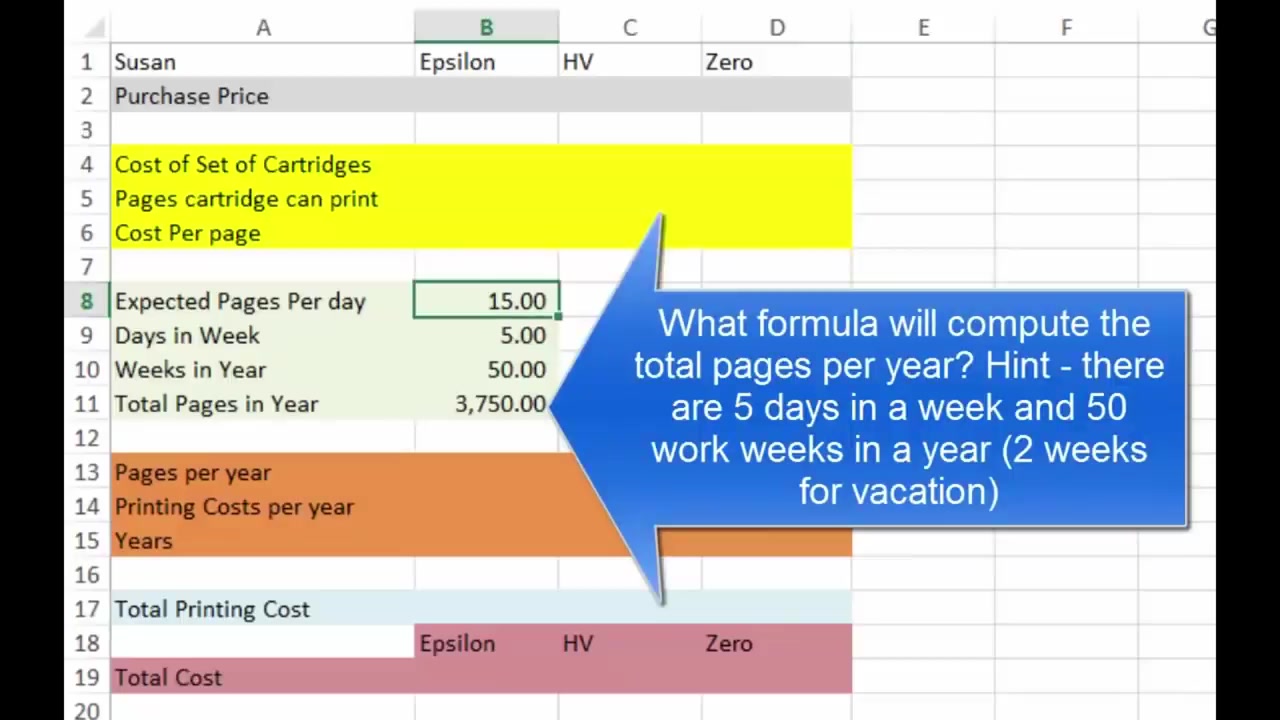 A B C D E F G
1 Susan Epsilon HV Zero
2 Purchase Price
3
4 Cost of Set of Cartridges
5 Pages cartridge can print
6 Cost Per page
7
8 Expected Pages Per day 15.00
9 Days in Week 5.00
10 Weeks in Year 50.00
11 Total Pages in Year 3,750.00
12
13 Pages per year
14 Printing Costs per year
15 Years
16
17 Total Printing Cost
18 Epsilon HV Zero
19 Total Cost
20
What formula will compute the
total pages per year? Hint - there
are 5 days in a week and 50
work weeks in a year (2 weeks
for vacation)